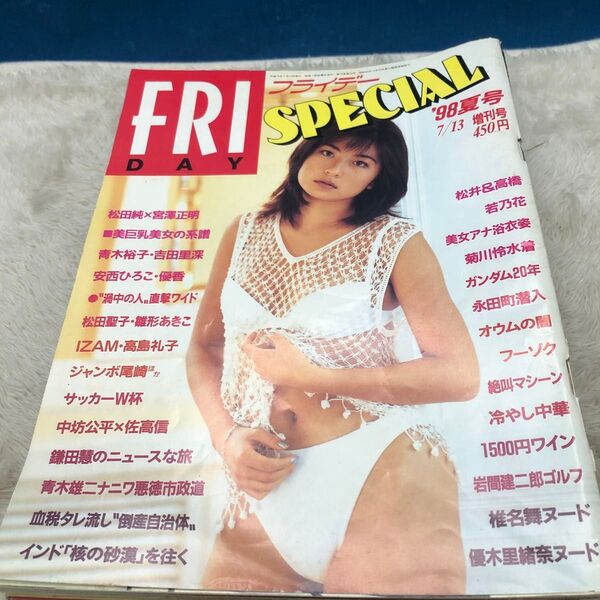 FRI
DAY
フライデー
SPECIAL
'98夏号
7/13 増刊号
450円
松田純×宮澤正明
■美巨乳美女の系譜
青木裕子・吉田里深
安西ひろこ・優香
●"渦中の人"直撃ワイド
松田聖子・雛形あきこ
IZAM・高島礼子
ジャンボ尾崎ほか
サッカーW杯
中坊公平×佐高信
鎌田慧のニュースな旅
青木雄二ナニワ悪徳市政道
血税タレ流し"倒産自治体"
インド「核の砂漠」を往く
松井&高橋
若乃花
美女アナ浴衣姿
菊川怜水着
ガンダム20年
永田町潜入
オウムの闇
フーゾク
絶叫マシーン
冷やし中華
1500円ワイン
岩間建二郎ゴルフ
椎名舞ヌード
優木里緒奈ヌード